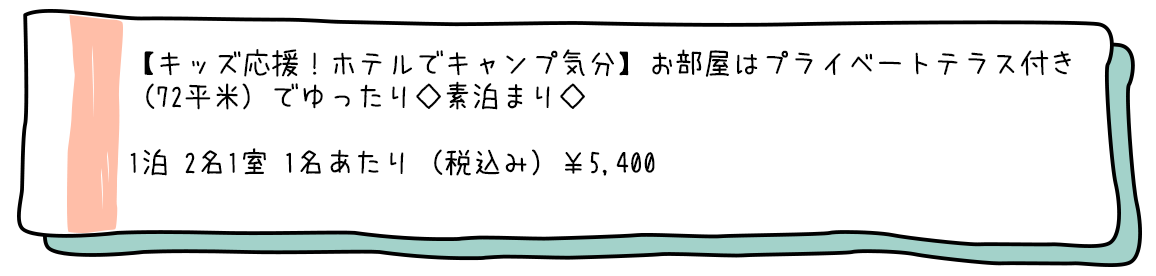 【キッズ応援！ホテルでキャンプ気分】お部屋はプライベートテラス付き
（72平米）でゆったり◇素泊まり◇
1泊 2名1室 1名あたり（税込み）￥5,400